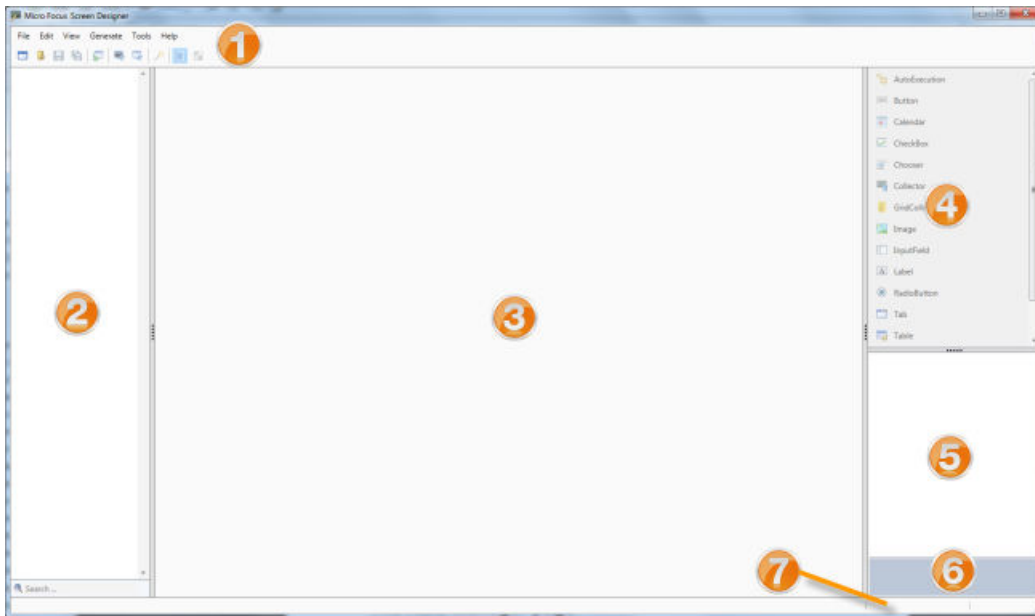 Micro Focus Screen Designer
File Edit View Generate Tools Help
1
AutoExecution
Button
Calendar
CheckBox
Chooser
Collector
4
Image
InputField
Label
RadioButton
Tab
Table
2
3
5
6
7
Search...